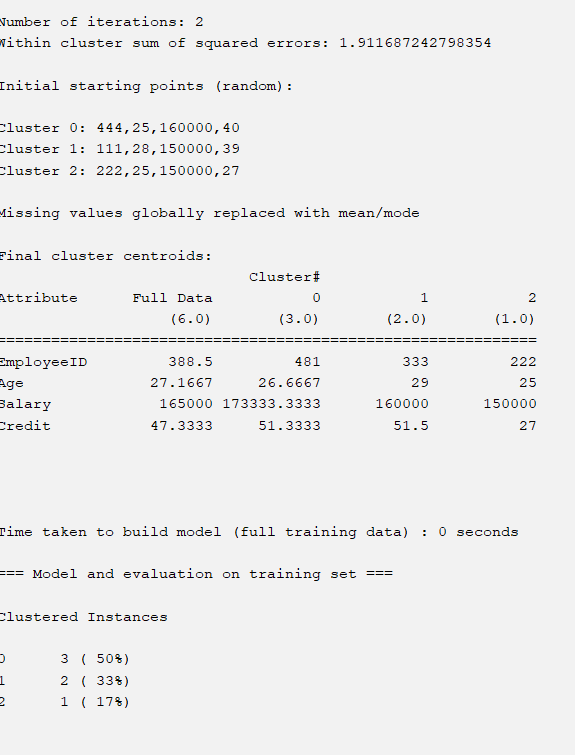 Number of iterations: 2
Within cluster sum of squared errors: 1.911687242798354
Initial starting points (random):
Cluster 0: 444,25,160000,40
Cluster 1: 111,28,150000,39
Cluster 2: 222,25,150000,27
Missing values globally replaced with mean/mode
Final cluster centroids:
Cluster#
Attribute Full Data 0 1 2
(6.0) (3.0) (2.0) (1.0)
==================================================================
EmployeeID 388.5 481 333 222
Age 27.1667 26.6667 29 25
Salary 165000 173333.3333 160000 150000
Credit 47.3333 51.3333 51.5 27
Time taken to build model (full training data) : 0 seconds
=== Model and evaluation on training set ===
Clustered Instances
0 3 ( 50%)
1 2 ( 33%)
2 1 ( 17%)